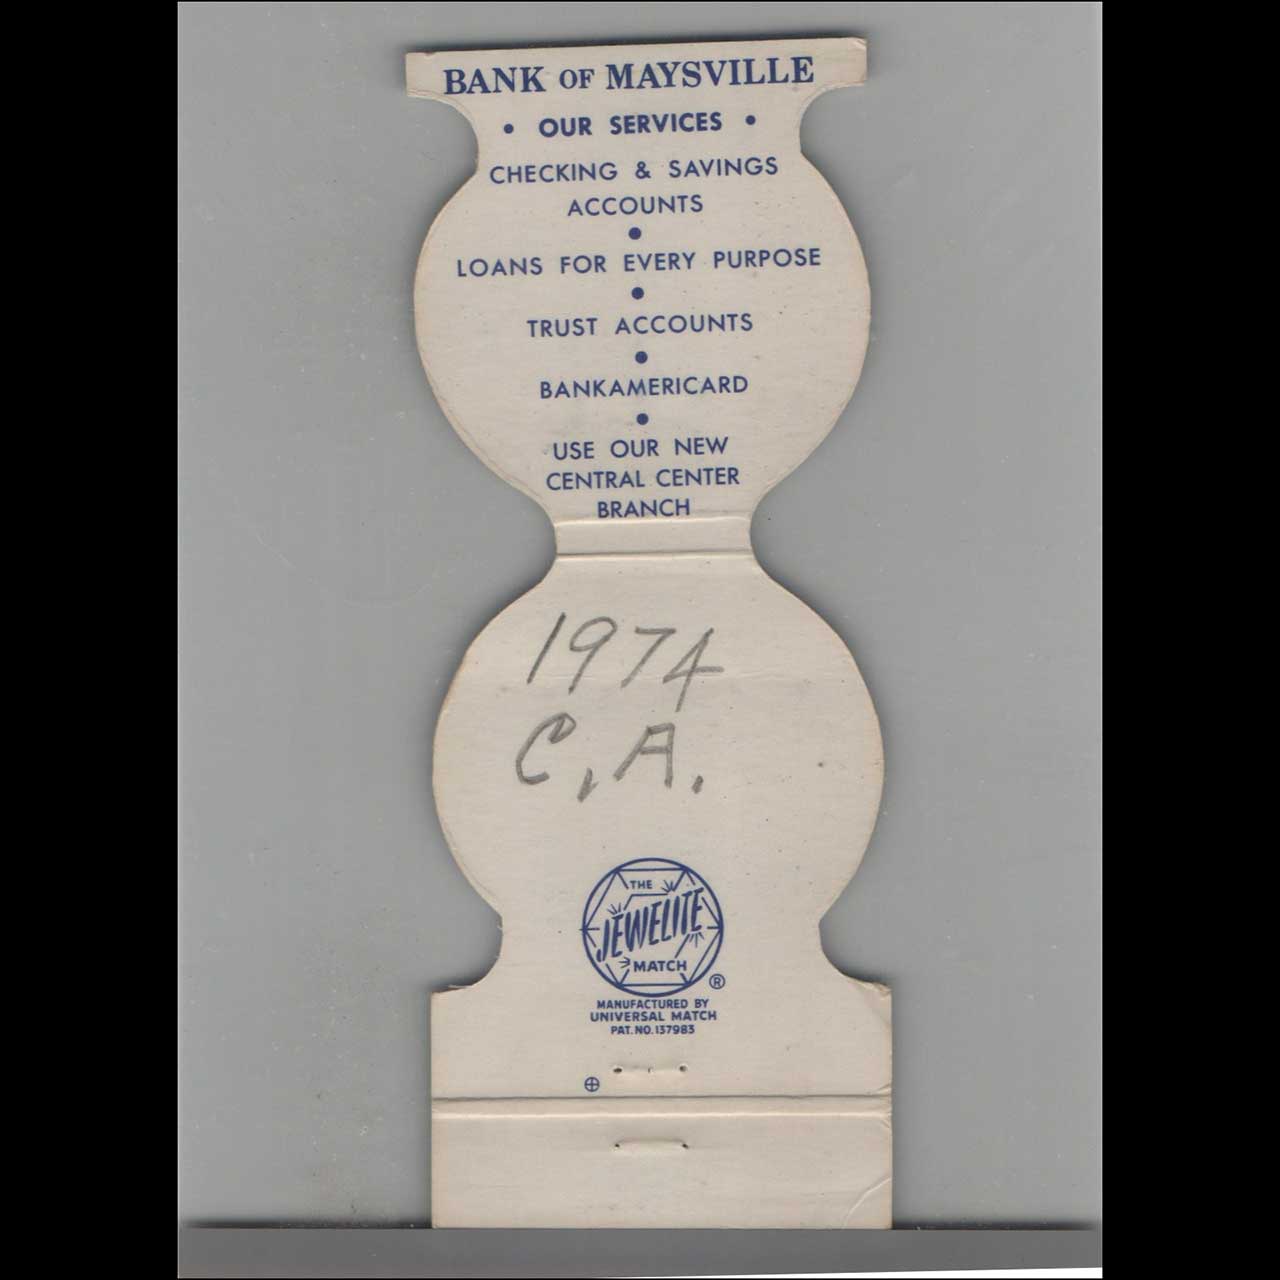 BANK OF MAYSVILLE
• OUR SERVICES •
CHECKING & SAVINGS
ACCOUNTS
•
LOANS FOR EVERY PURPOSE
•
TRUST ACCOUNTS
•
BANKAMERICARD
•
USE OUR NEW
CENTRAL CENTER
BRANCH
1974
C.A.
THE
JEWELITE
MATCH
®
MANUFACTURED BY
UNIVERSAL MATCH
PAT. NO. 137983